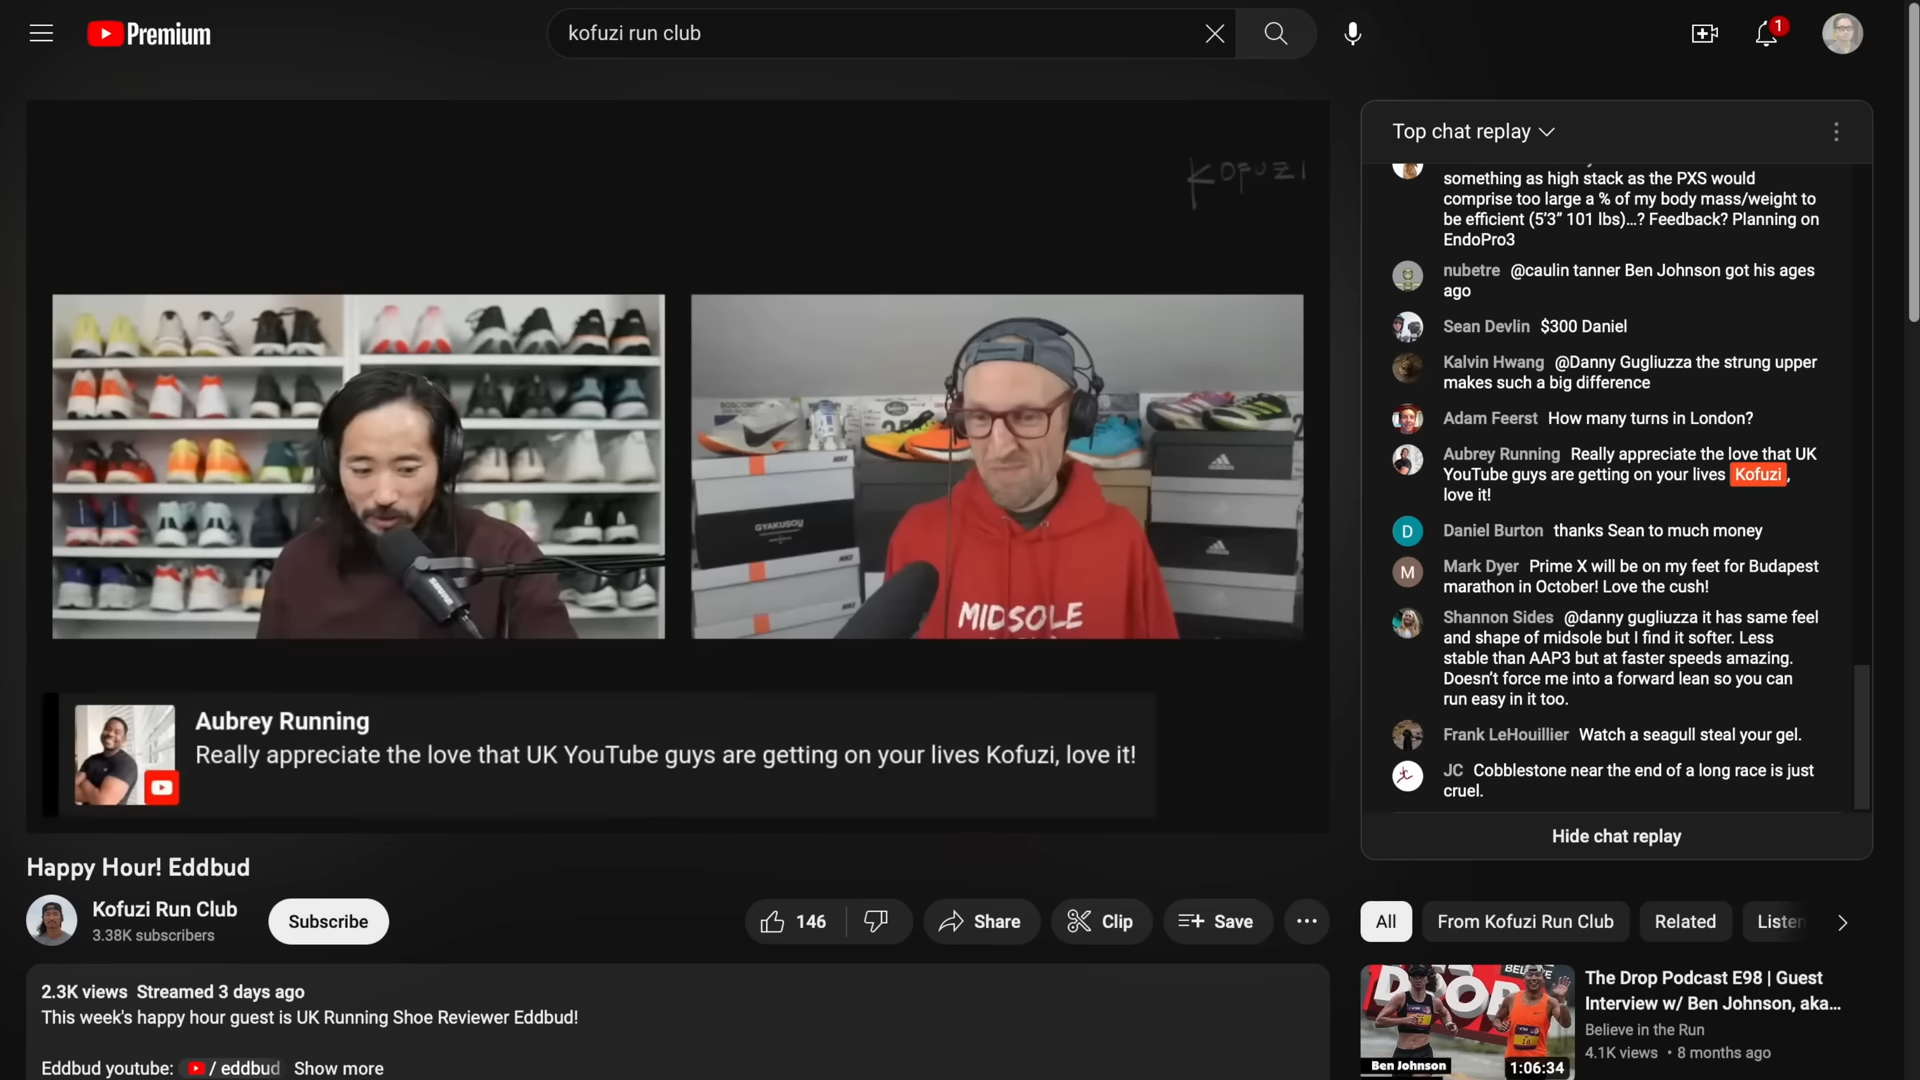 Premium
kofuzi run club
1
KOFUZI
Top chat replay
something as high stack as the PXS would
comprise too large a % of my body mass/weight to
be efficient (5'3” 101 lbs)...? Feedback? Planning on
EndoPro3
nubetre @caulin tanner Ben Johnson got his ages
ago
Sean Devlin $300 Daniel
Kalvin Hwang @Danny Gugliuzza the strung upper
makes such a big difference
Adam Feerst How many turns in London?
Aubrey Running Really appreciate the love that UK
YouTube guys are getting on your lives Kofuzi,
love it!
D
Daniel Burton thanks Sean to much money
M
Mark Dyer Prime X will be on my feet for Budapest
marathon in October! Love the cush!
Shannon Sides @danny gugliuzza it has same feel
and shape of midsole but I find it softer. Less
stable than AAP3 but at faster speeds amazing.
Doesn’t force me into a forward lean so you can
run easy in it too.
Frank LeHouillier Watch a seagull steal your gel.
JC Cobblestone near the end of a long race is just
cruel.
Hide chat replay
GYAKUSOU
MIDSOLE
Aubrey Running
Really appreciate the love that UK YouTube guys are getting on your lives Kofuzi, love it!
Happy Hour! Eddbud
Kofuzi Run Club
3.38K subscribers
Subscribe
146
Share
Clip
Save
2.3K views Streamed 3 days ago
This week's happy hour guest is UK Running Shoe Reviewer Eddbud!
Eddbud youtube: / eddbud Show more
All
From Kofuzi Run Club
Related
Listen
DROP
Ben Johnson
1:06:34
The Drop Podcast E98 | Guest
Interview w/ Ben Johnson, aka...
Believe in the Run
4.1K views • 8 months ago